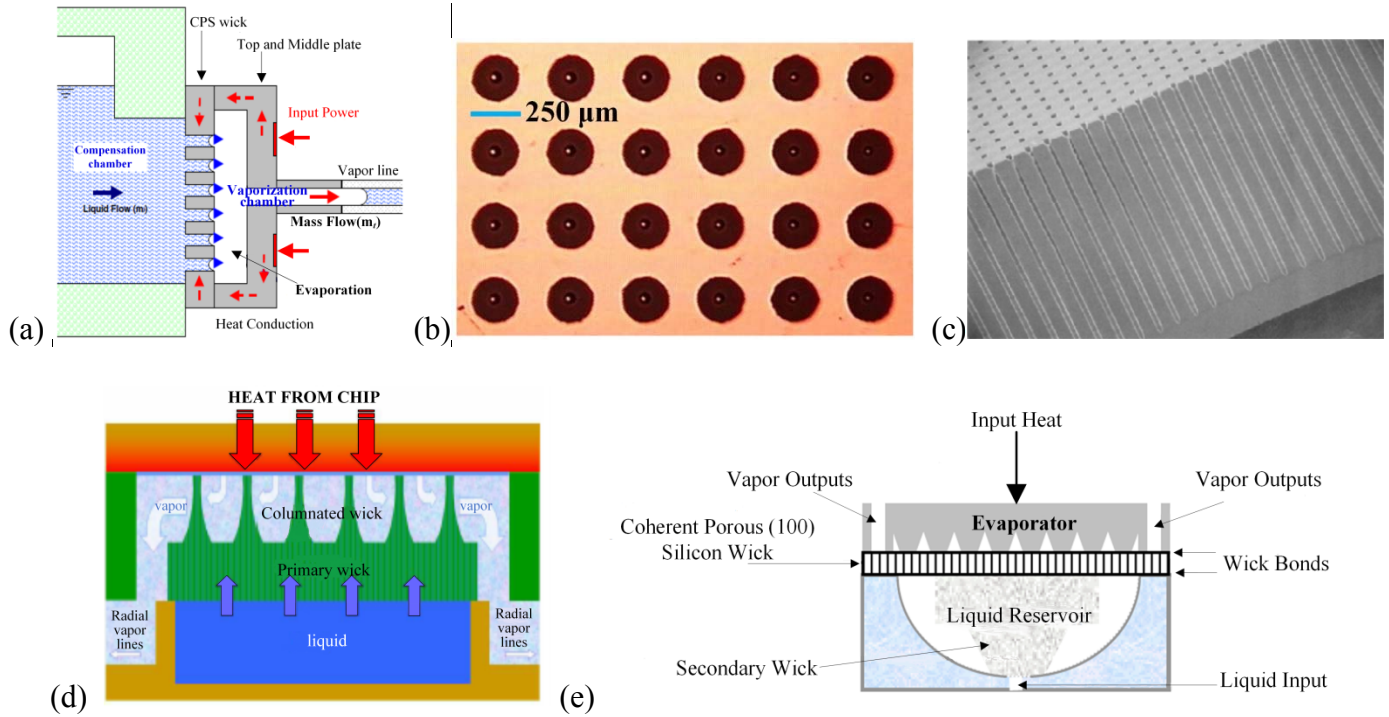 CPS wick
Top and Middle plate
Input Power
Compensation
chamber
Liquid Flow (mₗ)
Vapor line
Vaporization
chamber
Mass Flow(mₗ)
Evaporation
Heat Conduction
(a)
250 μm
(b)
(c)
HEAT FROM CHIP
vapor
vapor
Columnated wick
Primary wick
Radial
vapor
lines
liquid
Radial
vapor
lines
(d)
Input Heat
Vapor Outputs
Vapor Outputs
Evaporator
Coherent Porous (100)
Silicon Wick
Wick Bonds
Liquid Reservoir
Secondary Wick
Liquid Input
(e)